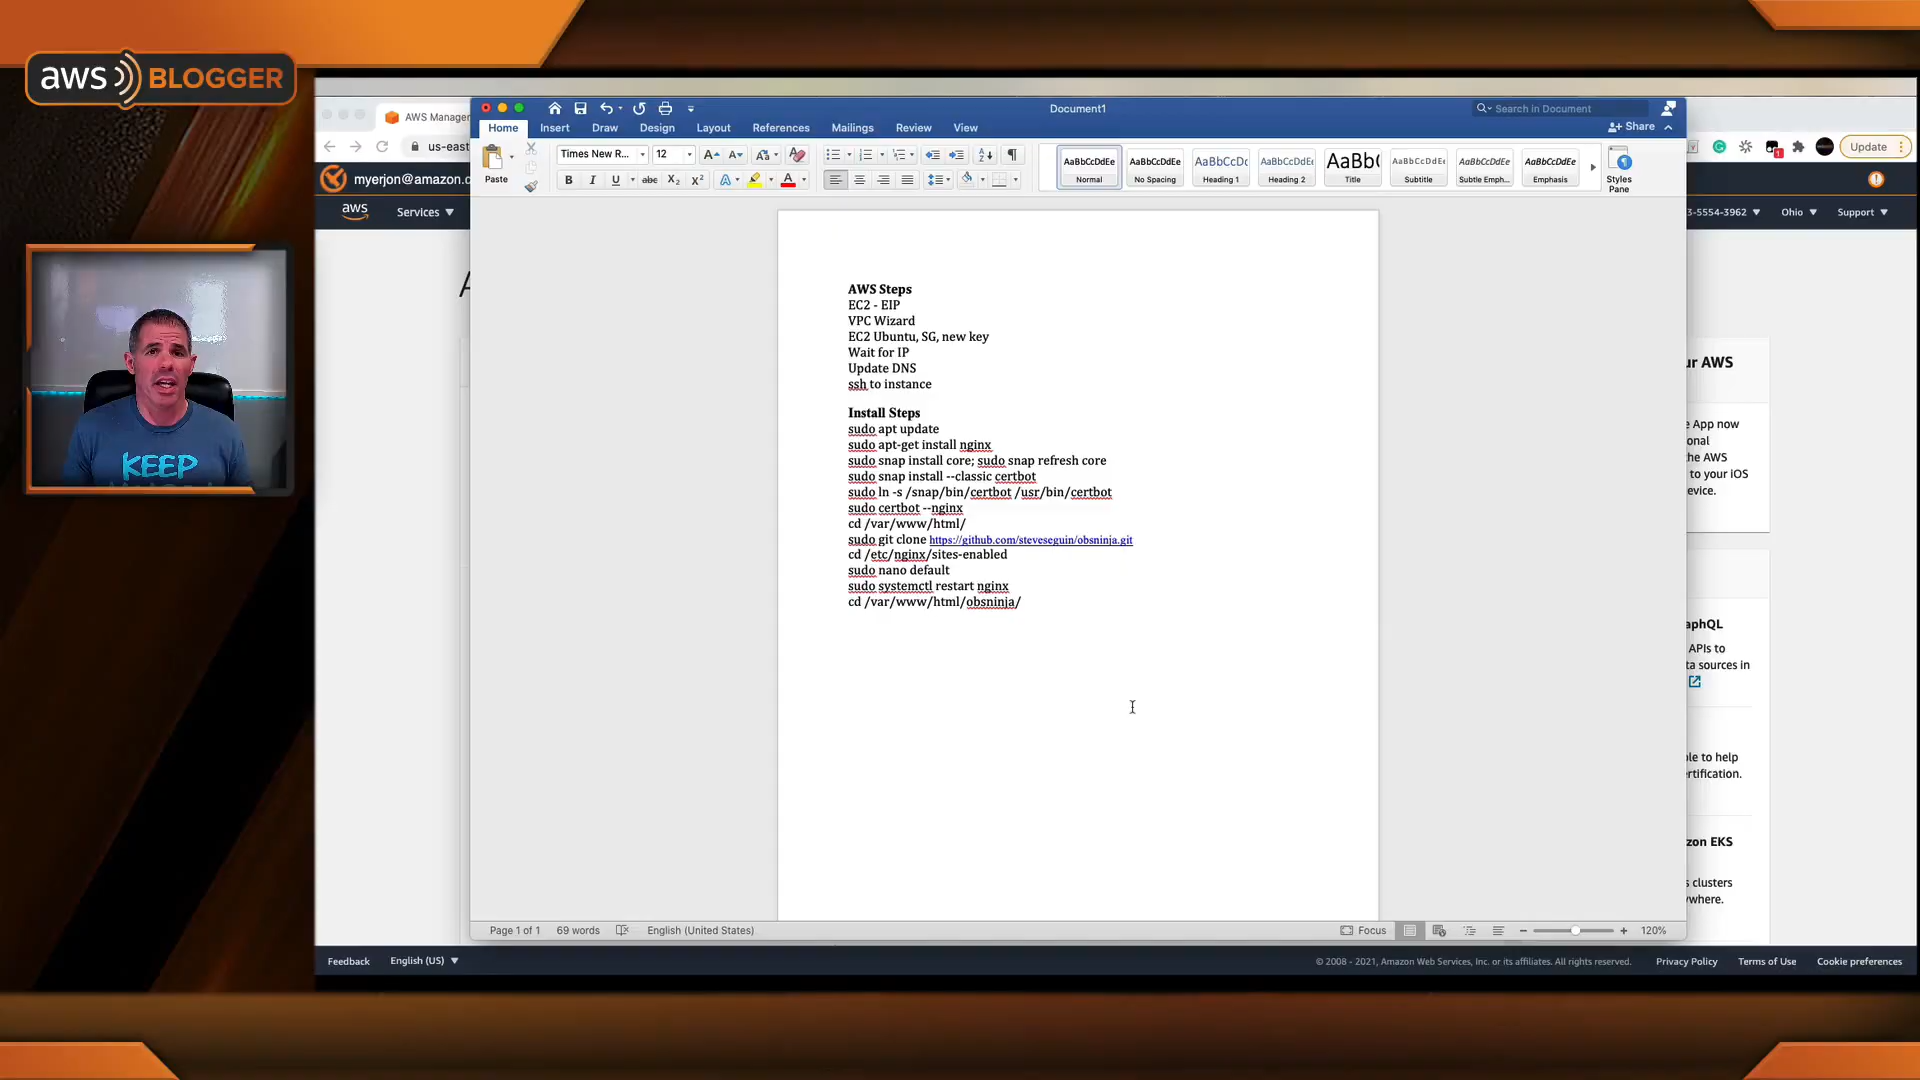 aws BLOGGER
AWS Manager
us-east
myerjon@amazon.c
aws Services
KEEP
Document1
Search in Document
Home Insert Draw Design Layout References Mailings Review View
Share
Update
Paste
Times New R... 12
AaBbCcDdEe AaBbCcDdEe AaBbCcDc AaBbCcDdEe AaBb( AaBbCcDdEe AaBbCcDdEe AaBbCcDdEe
Normal No Spacing Heading 1 Heading 2 Title Subtitle Subtle Emph... Emphasis
Styles Pane
3-5554-3962 Ohio Support
AWS Steps
EC2 - EIP
VPC Wizard
EC2 Ubuntu, SG, new key
Wait for IP
Update DNS
ssh to instance
Install Steps
sudo apt update
sudo apt-get install nginx
sudo snap install core; sudo snap refresh core
sudo snap install --classic certbot
sudo ln -s /snap/bin/certbot /usr/bin/certbot
sudo certbot --nginx
cd /var/www/html/
sudo git clone https://github.com/steveseguin/obsninja.git
cd /etc/nginx/sites-enabled
sudo nano default
sudo systemctl restart nginx
cd /var/www/html/obsninja/
ur AWS
e App now
onal
the AWS
to your iOS
evice.
aphQL
APIs to
ta sources in
ble to help
ertification.
zon EKS
s clusters
ywhere.
Page 1 of 1 69 words English (United States)
Focus 120%
Feedback English (US)
© 2008 - 2021, Amazon Web Services, Inc. or its affiliates. All rights reserved. Privacy Policy Terms of Use Cookie preferences